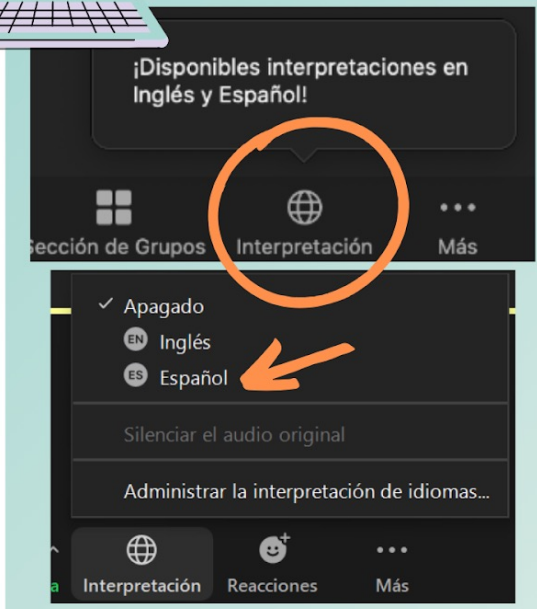 ¡Disponibles interpretaciones en
Inglés y Español!
Sección de Grupos Interpretación Más
✓ Apagado
EN Inglés
ES Español
Silenciar el audio original
Administrar la interpretación de idiomas...
Interpretación Reacciones Más